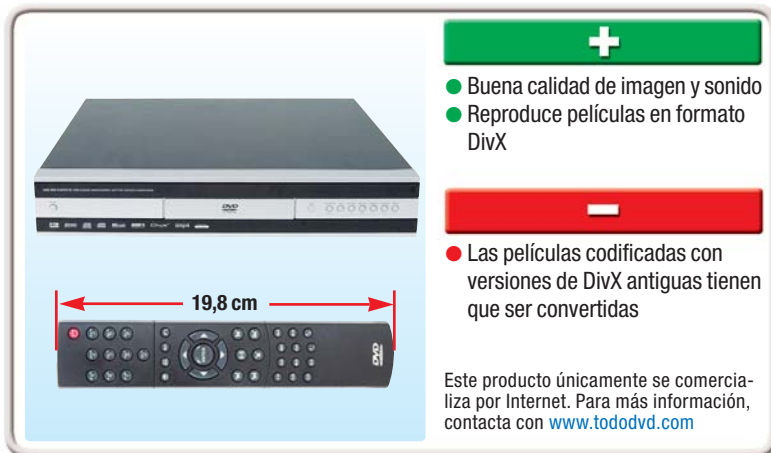 +
● Buena calidad de imagen y sonido
● Reproduce películas en formato
DivX
−
● Las películas codificadas con
versiones de DivX antiguas tienen
que ser convertidas
DVD
19,8 cm
DVD
Este producto únicamente se comercia-
liza por Internet. Para más información,
contacta con www.tododvd.com